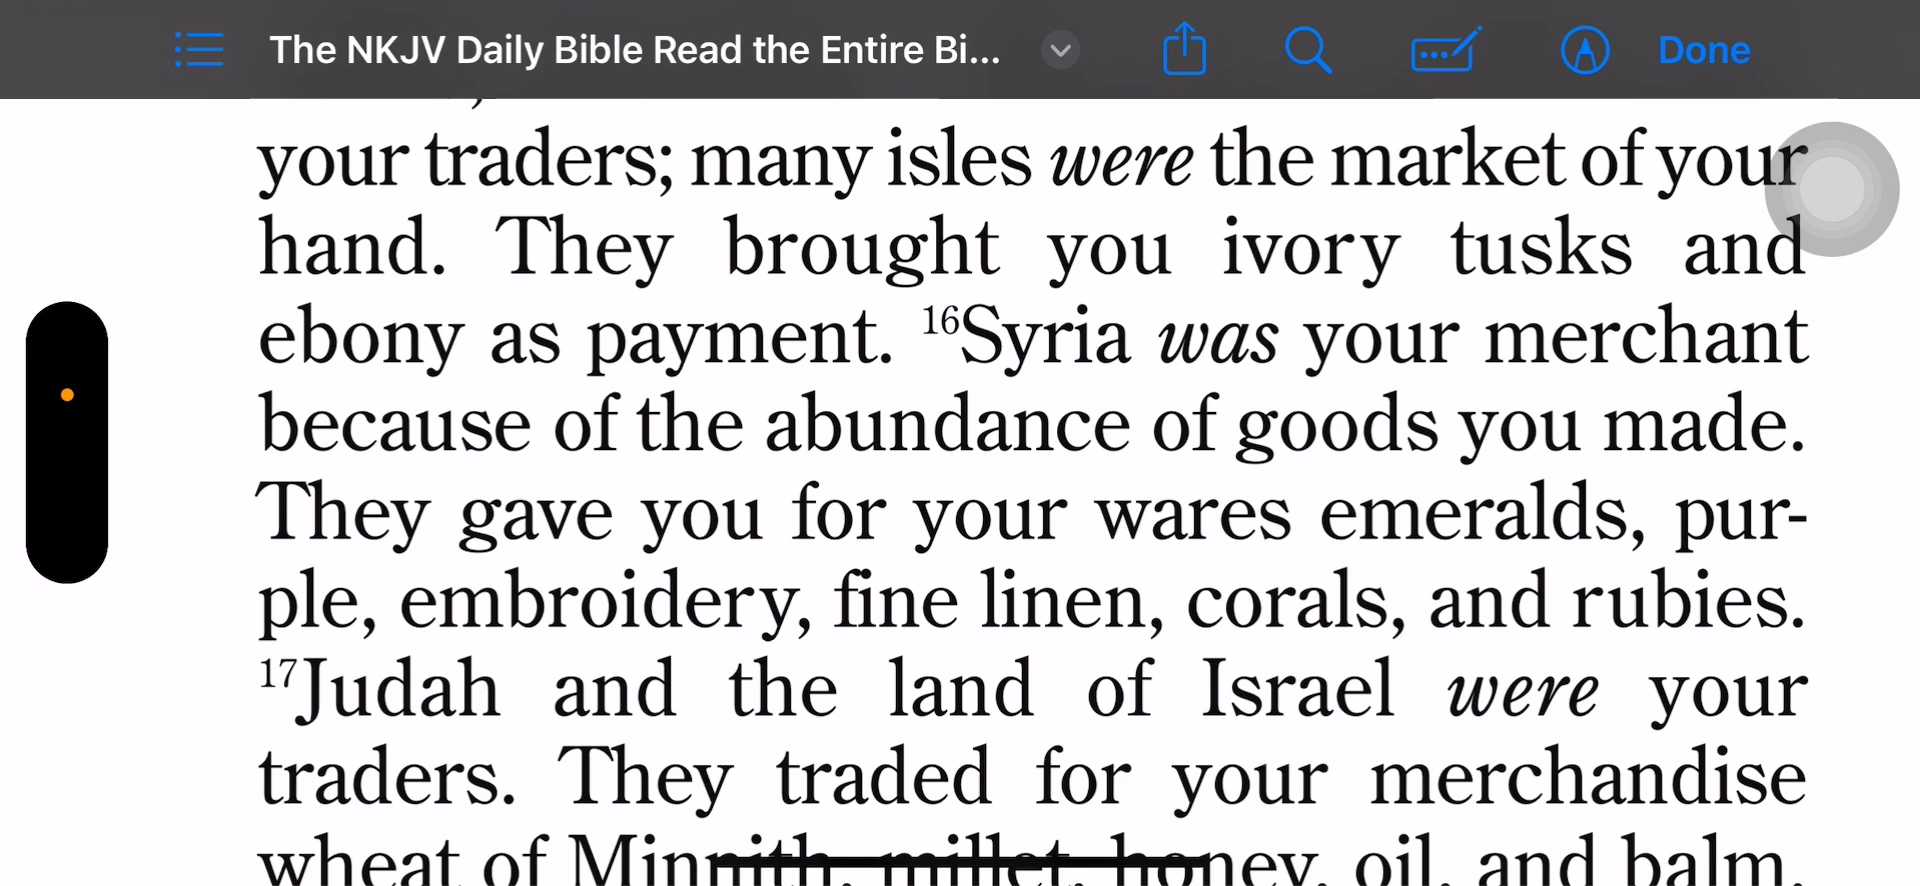 The NKJV Daily Bible Read the Entire Bi...
Done
your traders; many isles were the market of your
hand. They brought you ivory tusks and
ebony as payment. 16Syria was your merchant
because of the abundance of goods you made.
They gave you for your wares emeralds, pur-
ple, embroidery, fine linen, corals, and rubies.
17Judah and the land of Israel were your
traders. They traded for your merchandise
wheat of Minnith, millet, honey, oil, and balm.